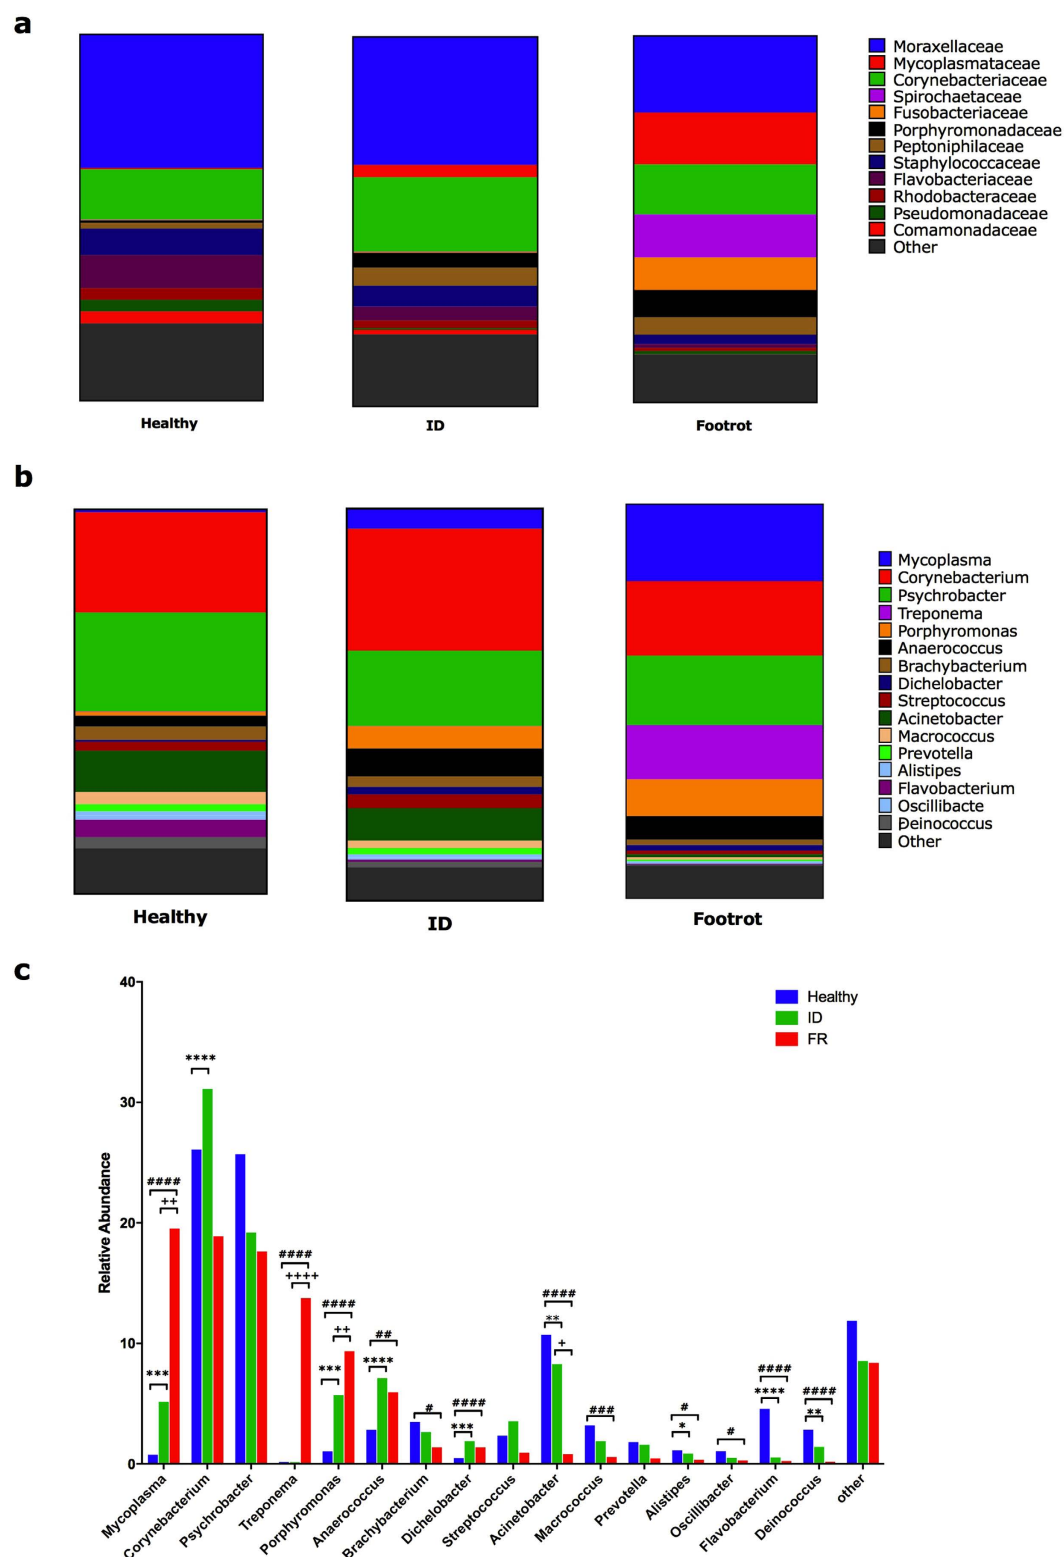 a
Moraxellaceae
Mycoplasmataceae
Corynebacteriaceae
Spirochaetaceae
Fusobacteriaceae
Porphyromonadaceae
Peptoniphilaceae
Staphylococcaceae
Flavobacteriaceae
Rhodobacteraceae
Pseudomonadaceae
Comamonadaceae
Other
Healthy
ID
Footrot
b
Mycoplasma
Corynebacterium
Psychrobacter
Treponema
Porphyromonas
Anaerococcus
Brachybacterium
Dichelobacter
Streptococcus
Acinetobacter
Macrococcus
Prevotella
Alistipes
Flavobacterium
Oscillibacte
Deinococcus
Other
Healthy
ID
Footrot
c
Relative Abundance
40
30
20
10
0
Healthy
ID
FR
####
++
***
****
####
++++
####
++
***
##
****
#
####
***
####
**
+
###
#
*
#
####
****
####
**
Mycoplasma
Corynebacterium
Psychrobacter
Treponema
Porphyromonas
Anaerococcus
Brachybacterium
Dichelobacter
Streptococcus
Acinetobacter
Macrococcus
Prevotella
Alistipes
Oscillibacter
Flavobacterium
Deinococcus
other